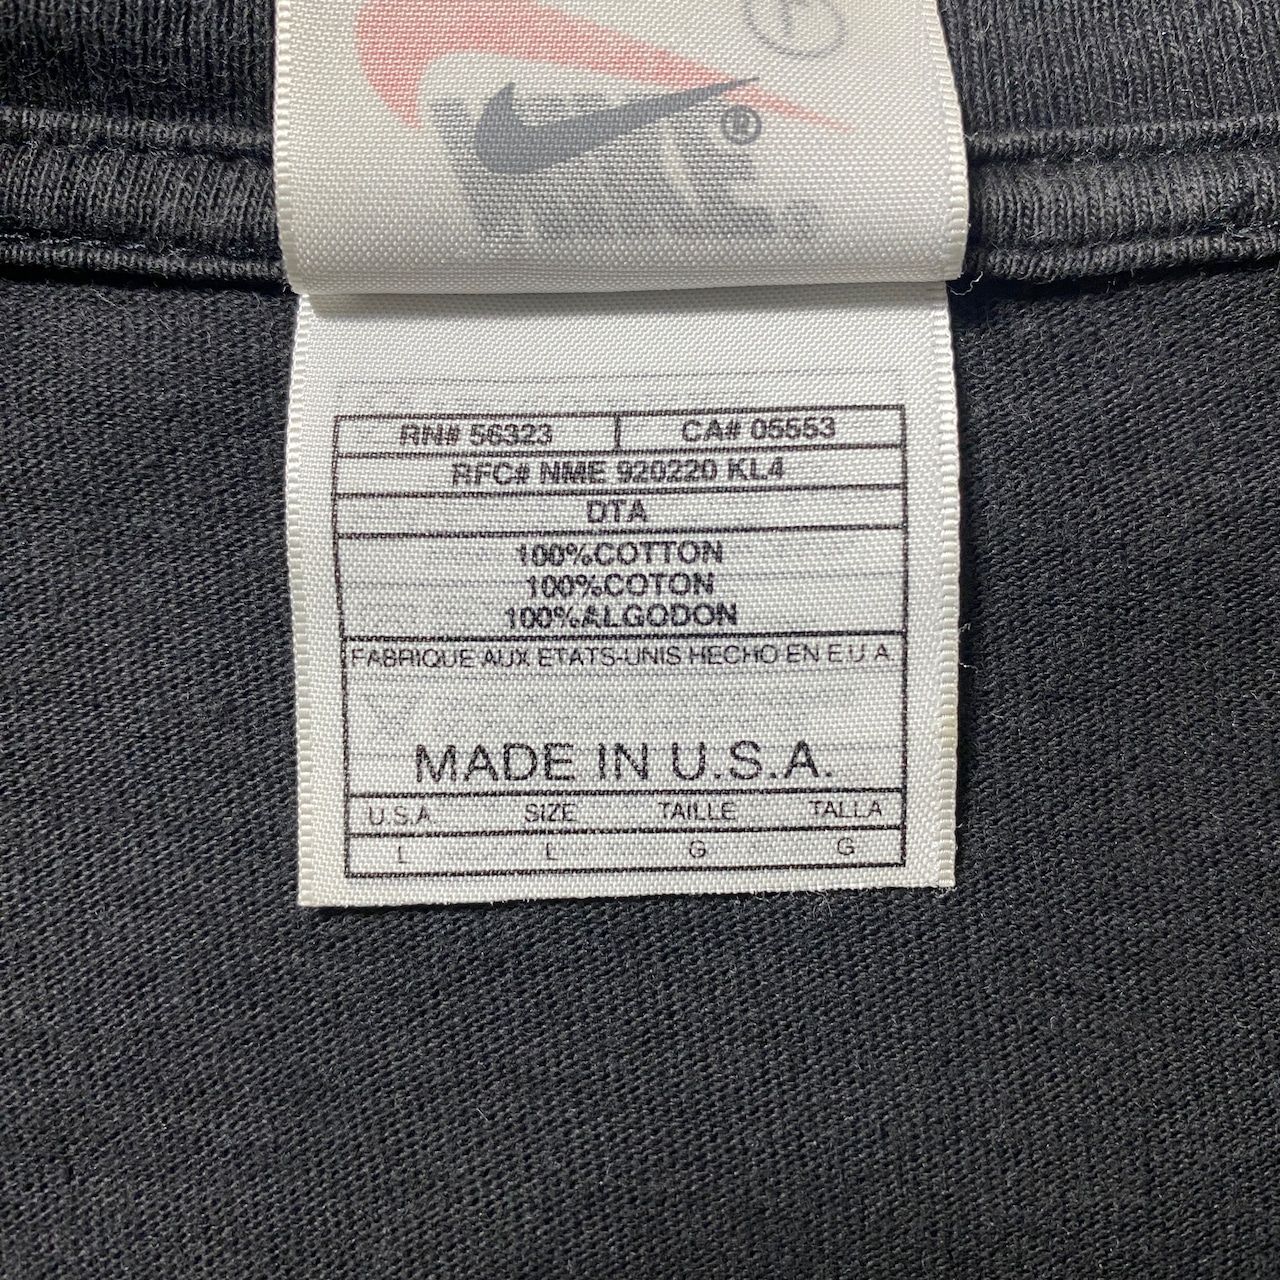 NIKE
®
RN# 56323 CA# 05553
RFC# NME 920220 KL4
DTA
100%COTTON
100%COTON
100%ALGODON
FABRIQUE AUX ETATS-UNIS HECHO EN E.U.A.
MADE IN U.S.A.
U.S.A. SIZE TAILLE TALLA
L L G G